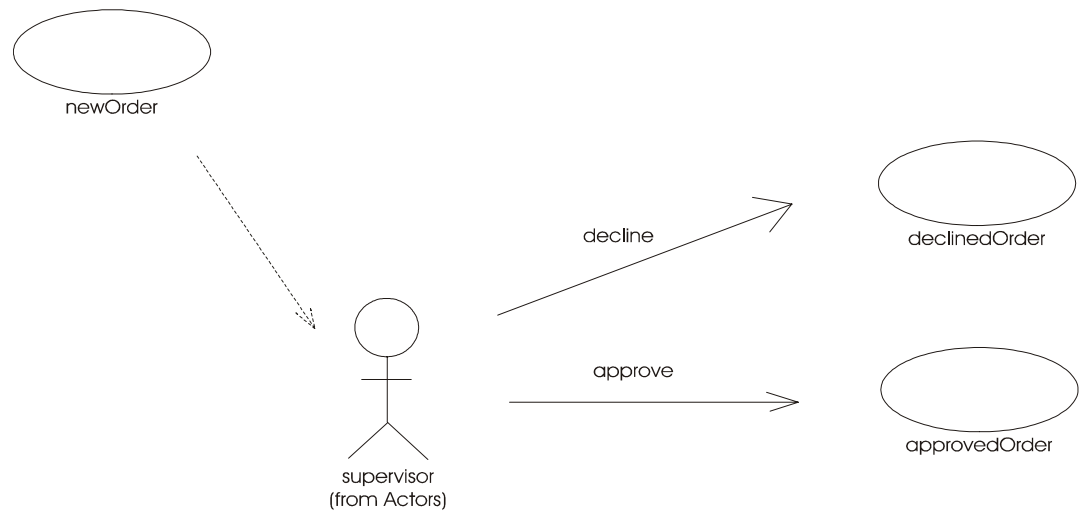 newOrder
decline
declinedOrder
approve
approvedOrder
supervisor
(from Actors)